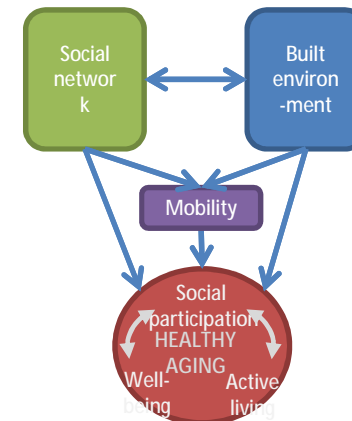 Social
networ
k
Built
environ
-ment
Mobility
Social
participation
HEALTHY
AGING
Well-
being
Active
living